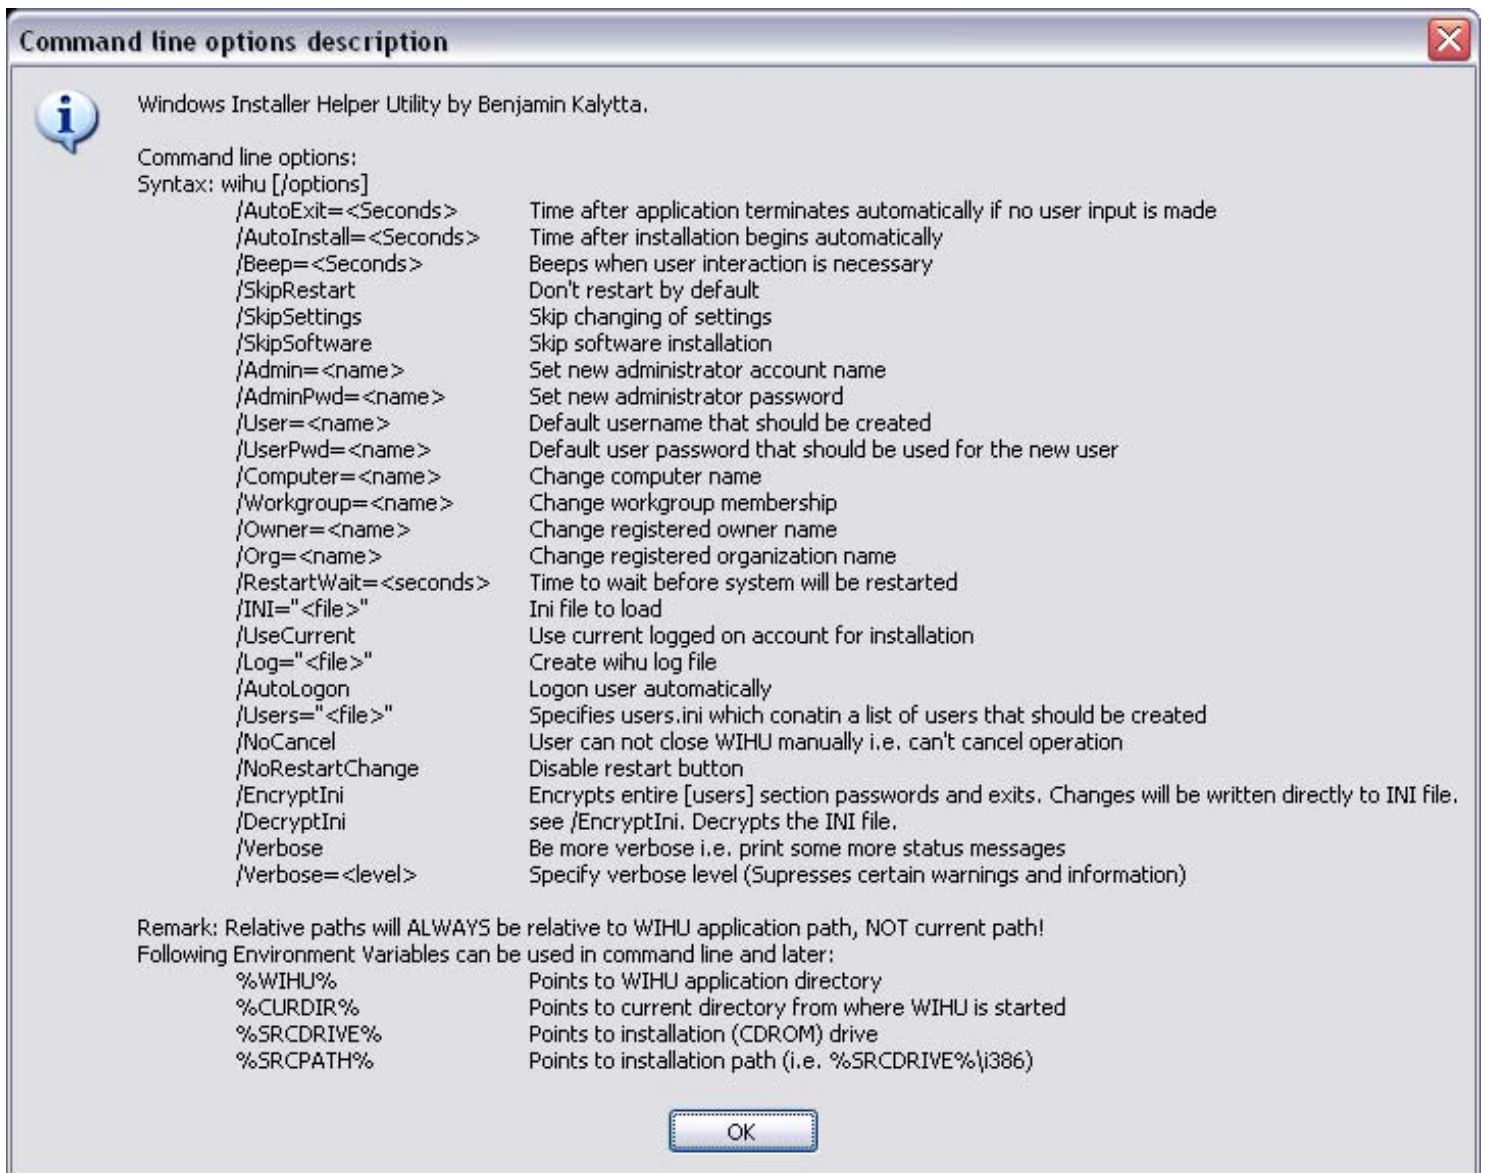 Command line options description
Windows Installer Helper Utility by Benjamin Kalytta.
Command line options:
Syntax: wihu [/options]
/AutoExit=<Seconds> Time after application terminates automatically if no user input is made
/AutoInstall=<Seconds> Time after installation begins automatically
/Beep=<Seconds> Beeps when user interaction is necessary
/SkipRestart Don't restart by default
/SkipSettings Skip changing of settings
/SkipSoftware Skip software installation
/Admin=<name> Set new administrator account name
/AdminPwd=<name> Set new administrator password
/User=<name> Default username that should be created
/UserPwd=<name> Default user password that should be used for the new user
/Computer=<name> Change computer name
/Workgroup=<name> Change workgroup membership
/Owner=<name> Change registered owner name
/Org=<name> Change registered organization name
/RestartWait=<seconds> Time to wait before system will be restarted
/INI="<file>" Ini file to load
/UseCurrent Use current logged on account for installation
/Log="<file>" Create wihu log file
/AutoLogon Logon user automatically
/Users="<file>" Specifies users.ini which conatin a list of users that should be created
/NoCancel User can not close WIHU manually i.e. can't cancel operation
/NoRestartChange Disable restart button
/EncryptIni Encrypts entire [users] section passwords and exits. Changes will be written directly to INI file.
/DecryptIni see /EncryptIni. Decrypts the INI file.
/Verbose Be more verbose i.e. print some more status messages
/Verbose=<level> Specify verbose level (Supresses certain warnings and information)
Remark: Relative paths will ALWAYS be relative to WIHU application path, NOT current path!
Following Environment Variables can be used in command line and later:
%WIHU% Points to WIHU application directory
%CURDIR% Points to current directory from where WIHU is started
%SRCDRIVE% Points to installation (CDROM) drive
%SRCPATH% Points to installation path (i.e. %SRCDRIVE%\i386)
OK